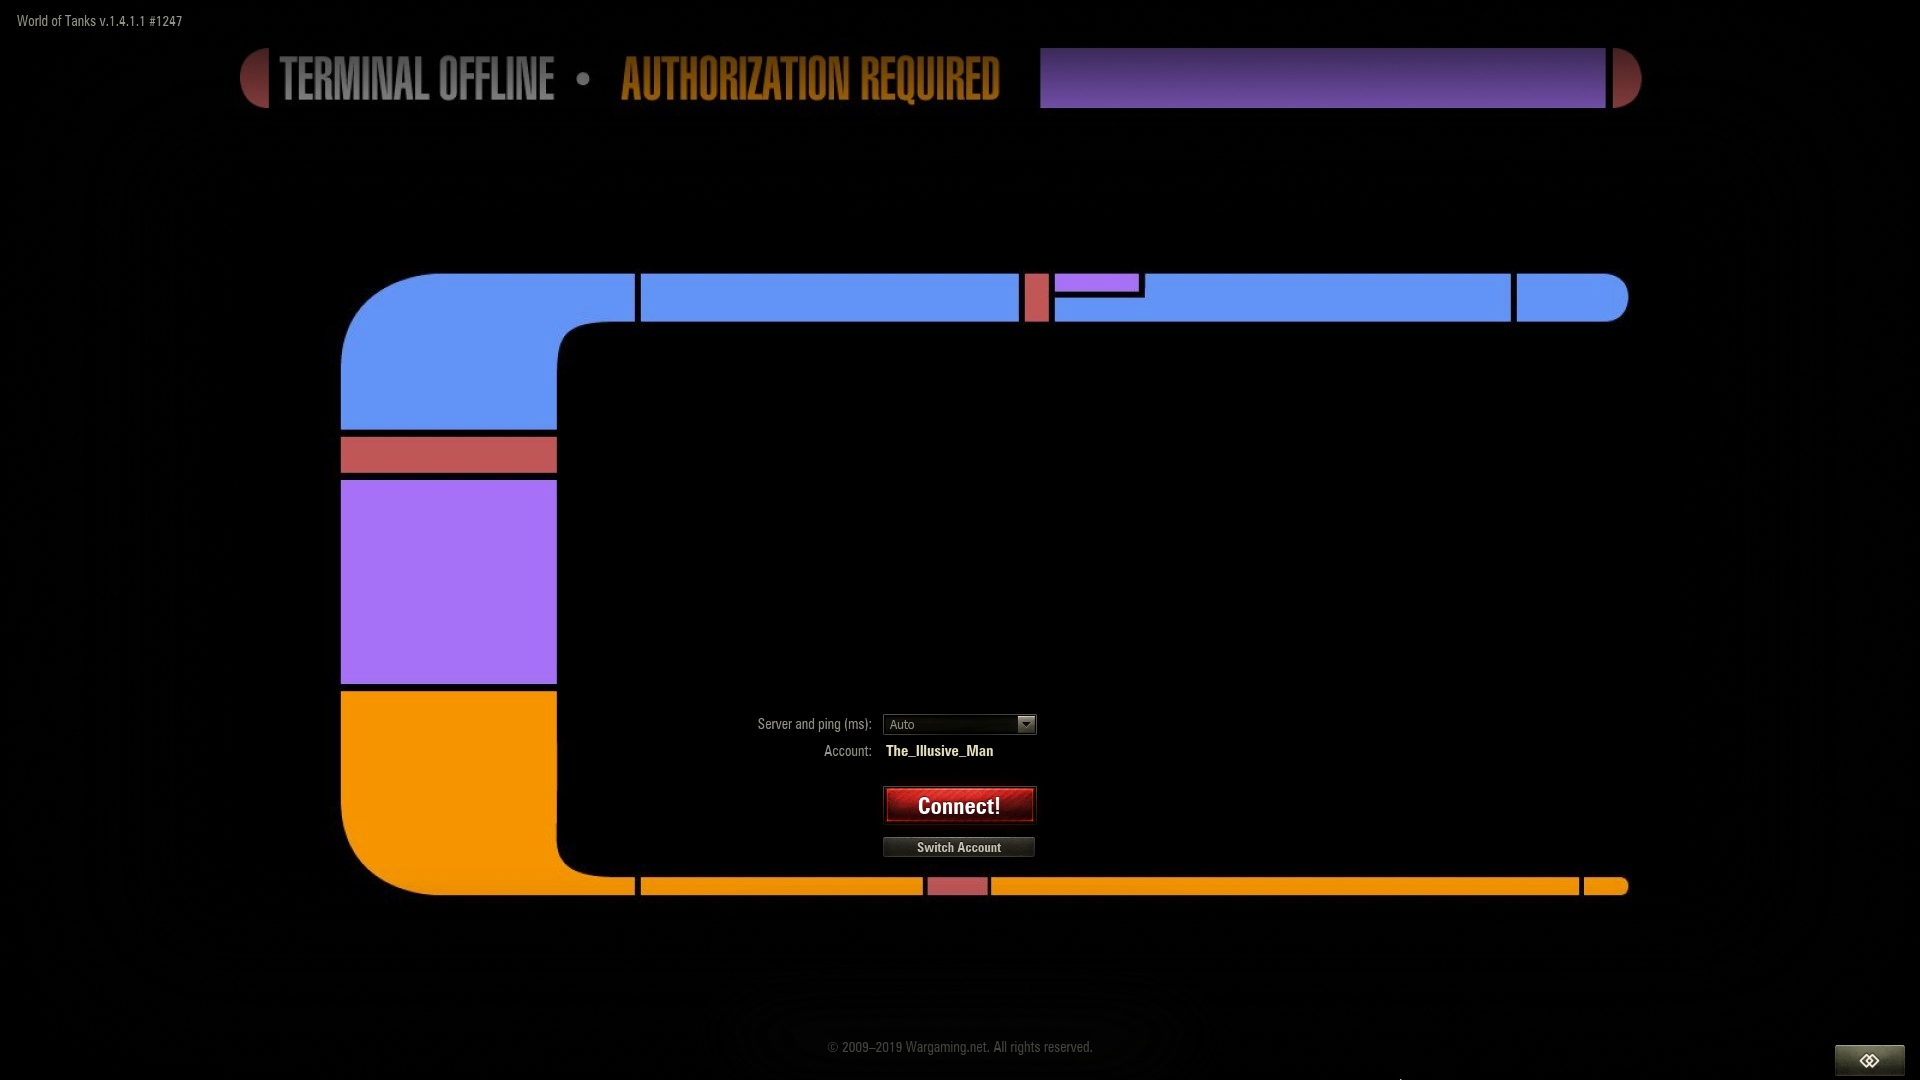 World of Tanks v.1.4.1.1 #1247
TERMINAL OFFLINE • AUTHORIZATION REQUIRED
Server and ping (ms): Auto
Account: The_Illusive_Man
Connect!
Switch Account
© 2009–2019 Wargaming.net. All rights reserved.